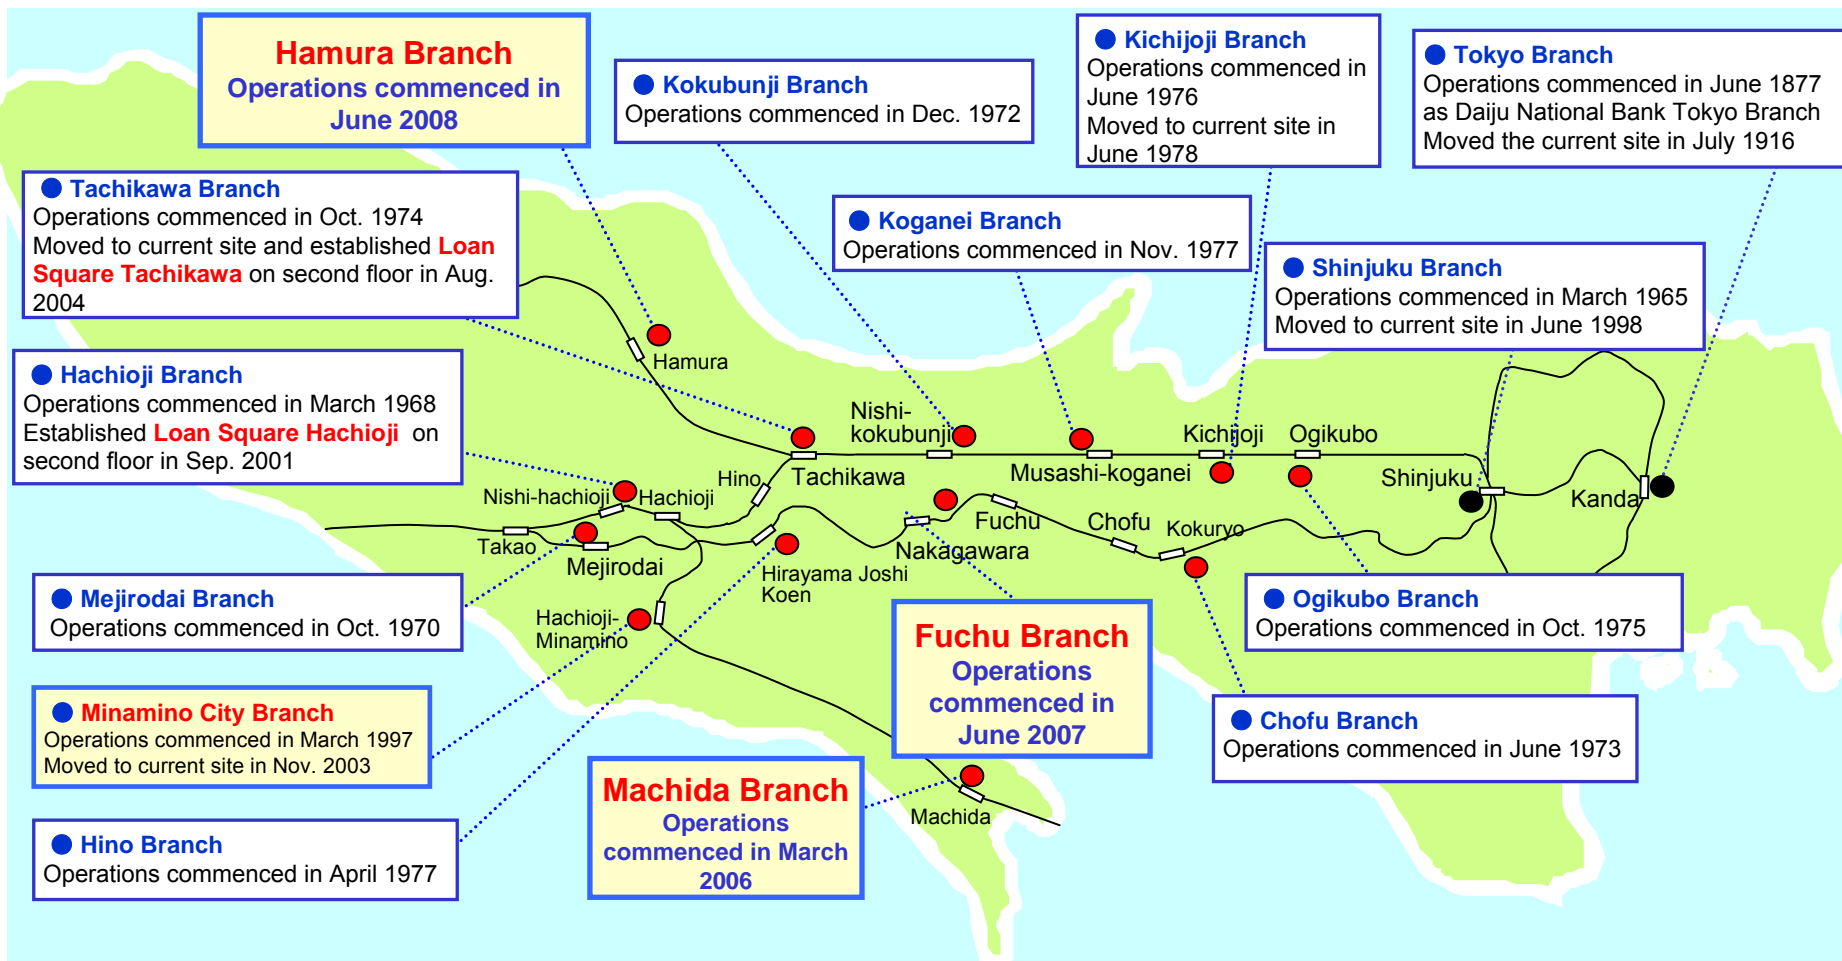 Hamura Branch
Operations commenced in
June 2008
● Kokubunji Branch
Operations commenced in Dec. 1972
● Kichijoji Branch
Operations commenced in
June 1976
Moved to current site in
June 1978
● Tokyo Branch
Operations commenced in June 1877
as Daiju National Bank Tokyo Branch
Moved the current site in July 1916
● Tachikawa Branch
Operations commenced in Oct. 1974
Moved to current site and established Loan
Square Tachikawa on second floor in Aug.
2004
● Koganei Branch
Operations commenced in Nov. 1977
● Shinjuku Branch
Operations commenced in March 1965
Moved to current site in June 1998
● Hachioji Branch
Operations commenced in March 1968
Established Loan Square Hachioji on
second floor in Sep. 2001
Hamura
Nishi-
kokubunji
Kichijoji
Ogikubo
Tachikawa
Musashi-koganei
Shinjuku
Kanda
Hino
Nishi-hachioji
Hachioji
Takao
Mejirodai
Hirayama Joshi
Koen
Nakagawara
Fuchu
Chofu
Kokuryo
Hachioji-
Minamino
● Mejirodai Branch
Operations commenced in Oct. 1970
Fuchu Branch
Operations
commenced in
June 2007
● Ogikubo Branch
Operations commenced in Oct. 1975
● Minamino City Branch
Operations commenced in March 1997
Moved to current site in Nov. 2003
● Chofu Branch
Operations commenced in June 1973
Machida Branch
Operations
commenced in March
2006
Machida
● Hino Branch
Operations commenced in April 1977